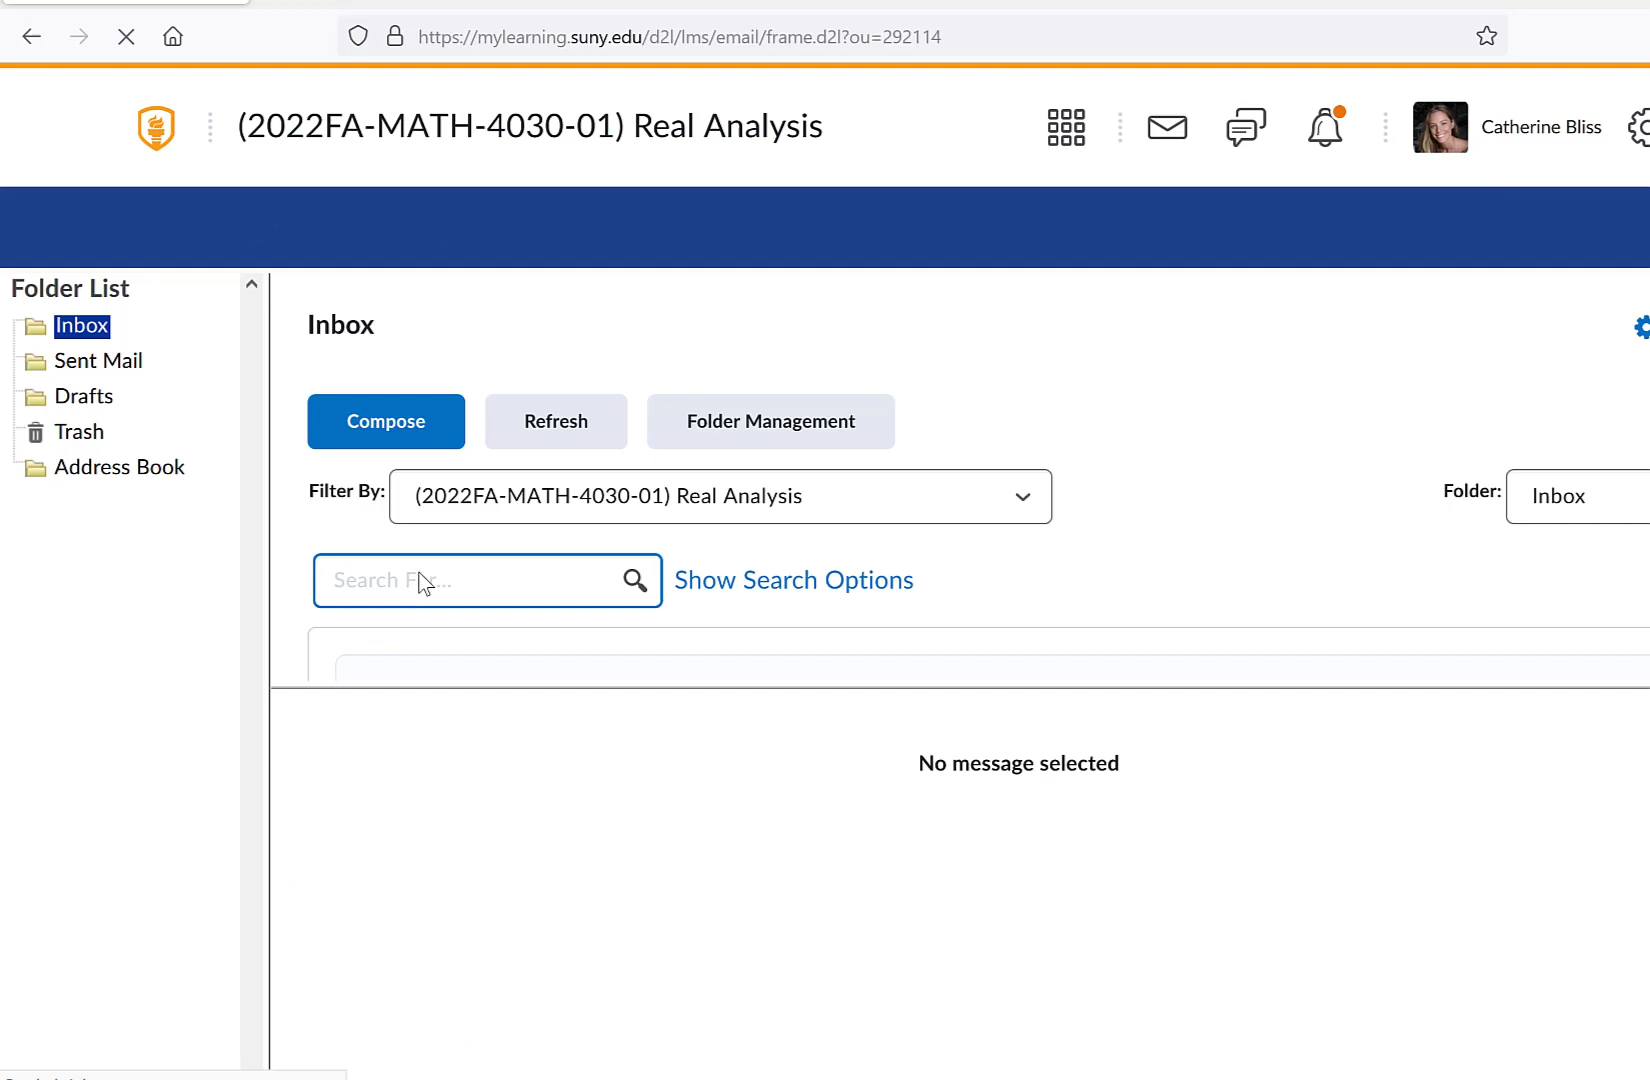 https://mylearning.suny.edu/d2l/lms/email/frame.d2l?ou=292114
(2022FA-MATH-4030-01) Real Analysis
Catherine Bliss
Folder List
Inbox
Sent Mail
Drafts
Trash
Address Book
Inbox
Compose Refresh Folder Management
Filter By: (2022FA-MATH-4030-01) Real Analysis
Folder: Inbox
Search For... Show Search Options
No message selected